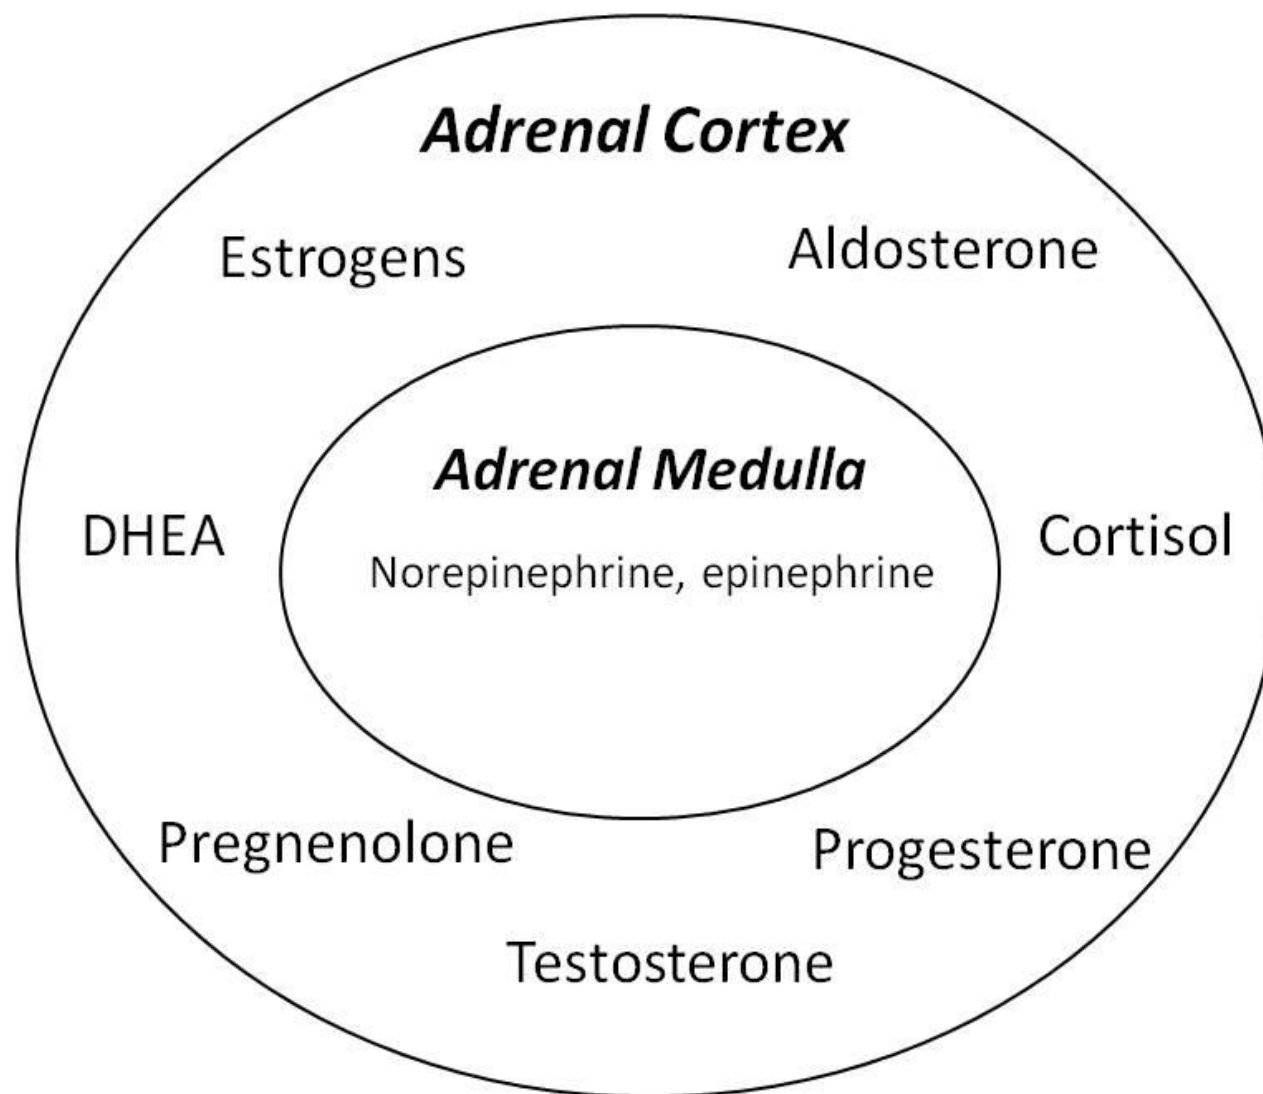 Adrenal Cortex
Estrogens
Aldosterone
Adrenal Medulla
DHEA
Norepinephrine, epinephrine
Cortisol
Pregnenolone
Progesterone
Testosterone